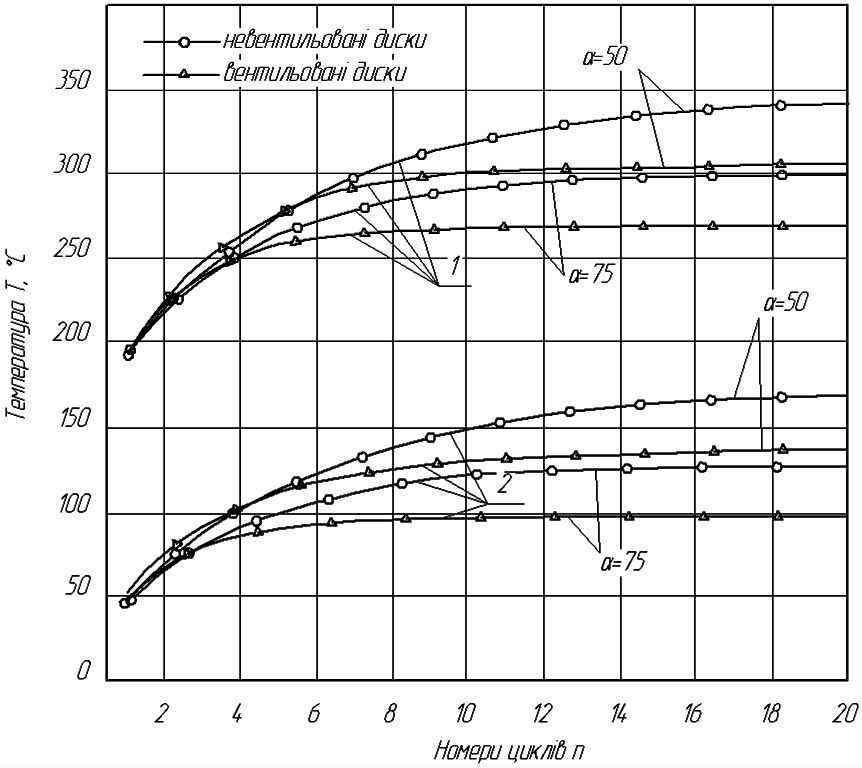 невентильовані диски
вентильовані диски
α=50
350
300
250
200
150
100
50
0
Температура Т, °С
1
α=75
α=50
2
α=75
2 4 6 8 10 12 14 16 18 20
Номери циклів n